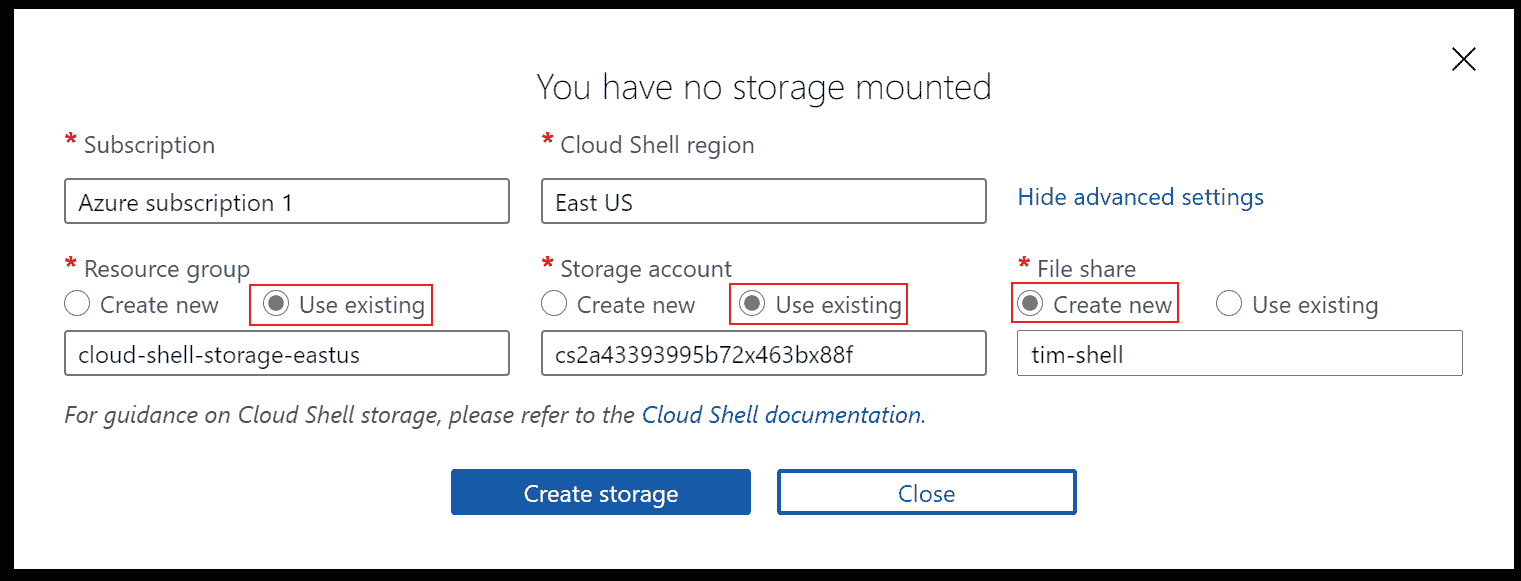 You have no storage mounted
* Subscription
* Cloud Shell region
Azure subscription 1
East US
Hide advanced settings
* Resource group
* Storage account
* File share
Create new
Use existing
Create new
Use existing
Create new
Use existing
cloud-shell-storage-eastus
cs2a43393995b72x463bx88f
tim-shell
For guidance on Cloud Shell storage, please refer to the Cloud Shell documentation.
Create storage
Close